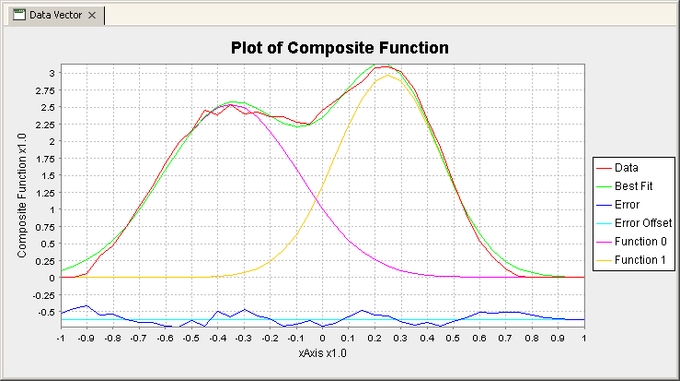 Data Vector
Plot of Composite Function
Composite Function x1.0
3
2.75
2.5
2.25
2
1.75
1.5
1.25
1
0.75
0.5
0.25
0
-0.25
-0.5
-1 -0.9 -0.8 -0.7 -0.6 -0.5 -0.4 -0.3 -0.2 -0.1 0 0.1 0.2 0.3 0.4 0.5 0.6 0.7 0.8 0.9 1
xAxis x1.0
Data
Best Fit
Error
Error Offset
Function 0
Function 1